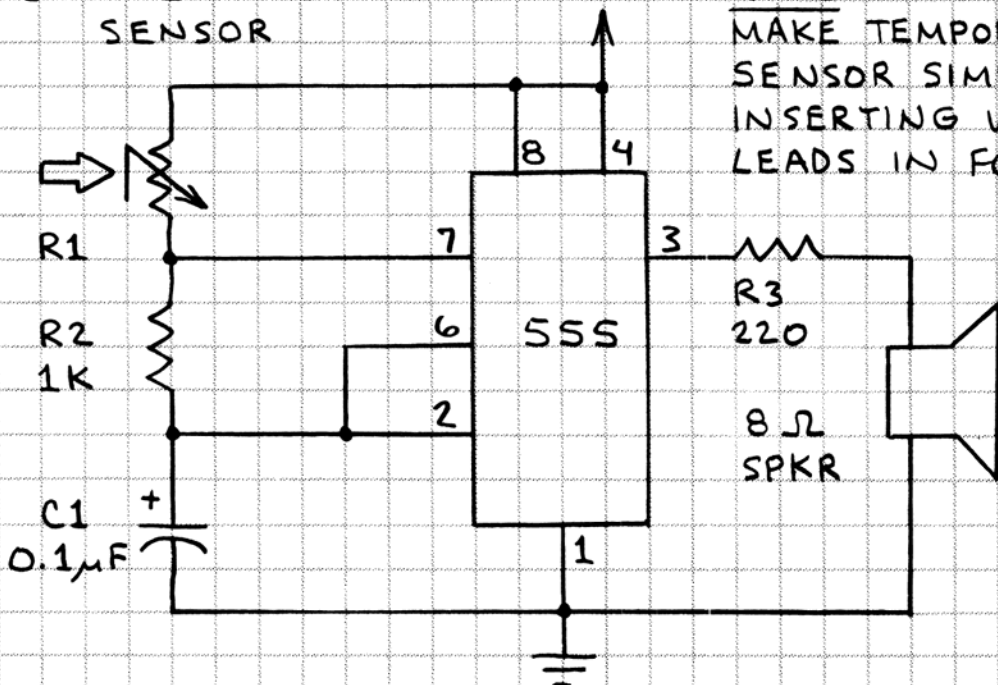 SENSOR
MAKE
SENSOR
INSERTING
LEADS IN
8
4
R1
7
3
R2
1K
6
555
R3
220
2
8 Ω
SPKR
+
C1
0.1μF
1